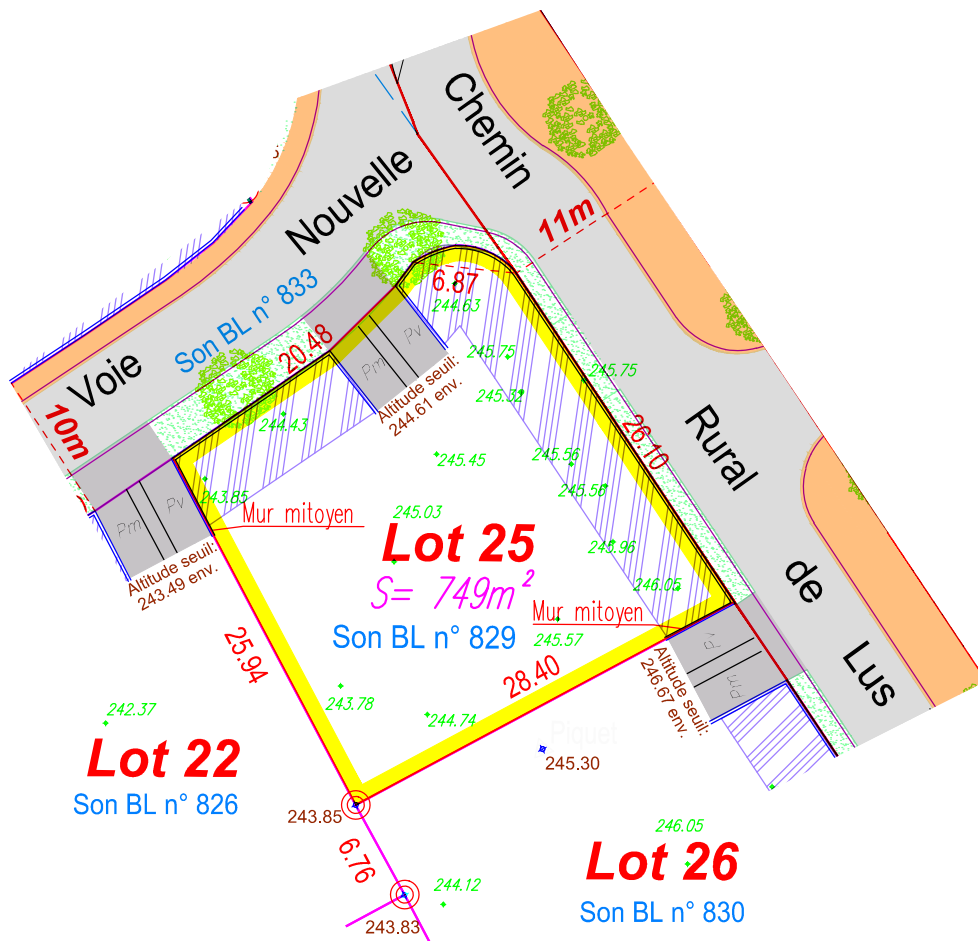 Chemin
Nouvelle
11m
Son BL n° 833
Voie
20.48
6.87
244.63
Pv
Pm
Altitude seuil:
244.61 env.
245.75
245.75
245.32
10m
244.43
26.10
Rural
245.45
245.56
245.56
243.85
Pv
Pm
Mur mitoyen
245.03
Lot 25
S= 749m²
Son BL n° 829
245.96
246.05
de
Altitude seuil:
243.49 env.
Mur mitoyen
245.57
Pv
Pm
Altitude seuil:
246.67 env.
Lus
25.94
28.40
243.78
244.74
242.37
Lot 22
Son BL n° 826
Piquet
245.30
243.85
6.76
246.05
Lot 26
Son BL n° 830
244.12
243.83